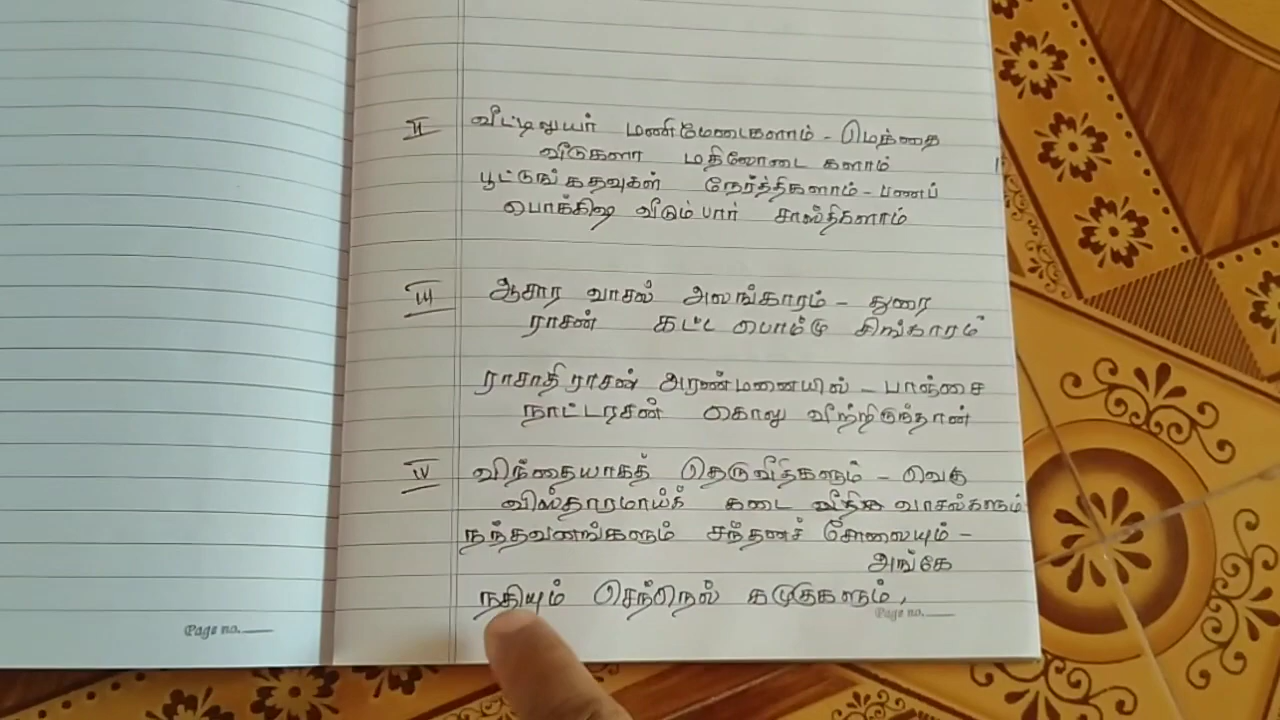 II வீட்டிலுயர் மணிமேடைகளாம் - மெத்தை
வீடுகளா மதிலோடை களாம்
பூட்டுங் கதவுகள் நேர்த்திகளாம் - பணப்
பொக்கிஷ வீடும் பார் சாஸ்திகளாம்
III ஆசார வாசல் அலங்காரம் - துரை
ராசன் கட்ட பொம்மு சிங்காரம்
ராசாதி ராசன் அரண்மனையில் - பாஞ்சை
நாட்டரசன் கொலு வீற்றிருந்தான்
IV விந்தையாகத் தெருவீதிகளும் - வெகு
விஸ்தாரமாய்க் கடை வாசல்களும்
நந்தவனங்களும் சந்தனச் சோலையும் -
அங்கே
நதியும் செந்நெல் கமுகுகளும்,
Page no.
Page no.